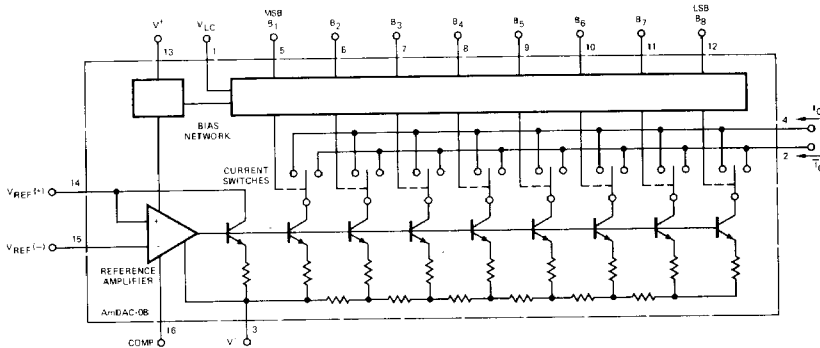 V+
VLC
MSB
B1
B2
B3
B4
B5
B6
B7
LSB
B8
13
1
5
6
7
8
9
10
11
12
BIAS
NETWORK
4
IO
2
IO
CURRENT
SWITCHES
VREF(+)
14
VREF(−)
15
+
−
REFERENCE
AMPLIFIER
AmDAC-08
16
3
COMP
V-